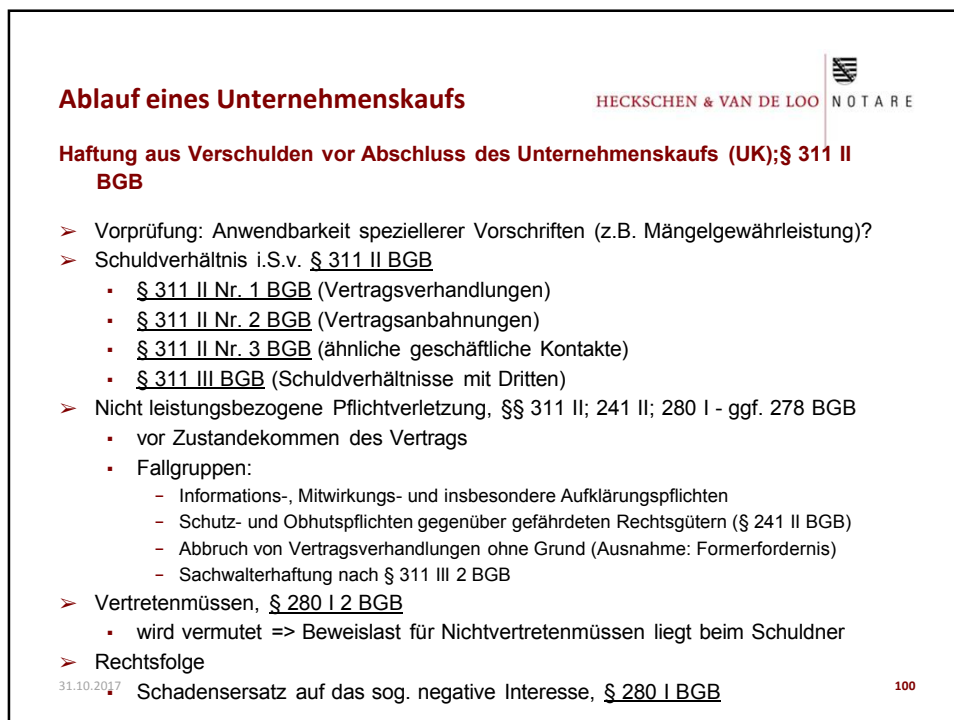 Ablauf eines Unternehmenskaufs
HECKSCHEN & VAN DE LOO NOTARE
Haftung aus Verschulden vor Abschluss des Unternehmenskaufs (UK);§ 311 II
BGB
➢ Vorprüfung: Anwendbarkeit speziellerer Vorschriften (z.B. Mängelgewährleistung)?
➢ Schuldverhältnis i.S.v. § 311 II BGB
▪ § 311 II Nr. 1 BGB (Vertragsverhandlungen)
▪ § 311 II Nr. 2 BGB (Vertragsanbahnungen)
▪ § 311 II Nr. 3 BGB (ähnliche geschäftliche Kontakte)
▪ § 311 III BGB (Schuldverhältnisse mit Dritten)
➢ Nicht leistungsbezogene Pflichtverletzung, §§ 311 II; 241 II; 280 I - ggf. 278 BGB
▪ vor Zustandekommen des Vertrags
▪ Fallgruppen:
− Informations-, Mitwirkungs- und insbesondere Aufklärungspflichten
− Schutz- und Obhutspflichten gegenüber gefährdeten Rechtsgütern (§ 241 II BGB)
− Abbruch von Vertragsverhandlungen ohne Grund (Ausnahme: Formerfordernis)
− Sachwalterhaftung nach § 311 III 2 BGB
➢ Vertretenmüssen, § 280 I 2 BGB
▪ wird vermutet => Beweislast für Nichtvertretenmüssen liegt beim Schuldner
➢ Rechtsfolge
▪ Schadensersatz auf das sog. negative Interesse, § 280 I BGB
31.10.2017
100